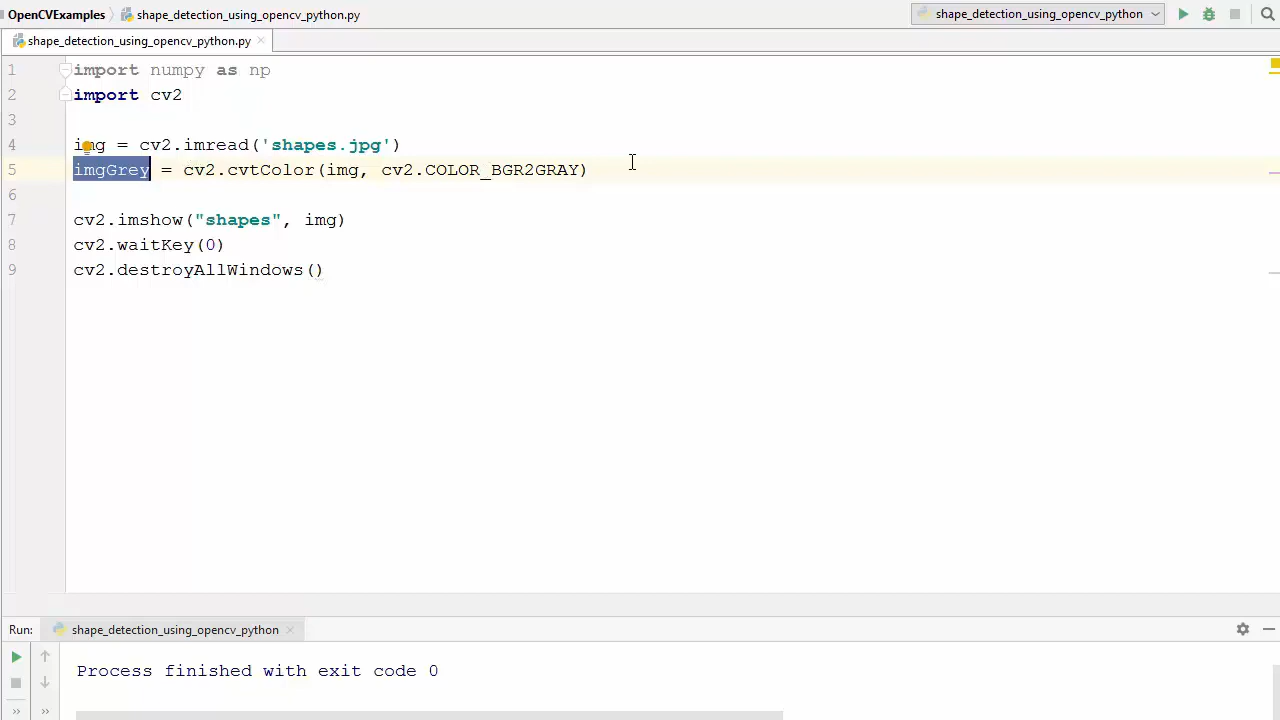 OpenCVExamples shape_detection_using_opencv_python.py shape_detection_using_opencv_python
shape_detection_using_opencv_python.py
1 import numpy as np
2 import cv2
3
4 img = cv2.imread('shapes.jpg')
5 imgGrey = cv2.cvtColor(img, cv2.COLOR_BGR2GRAY)
6
7 cv2.imshow("shapes", img)
8 cv2.waitKey(0)
9 cv2.destroyAllWindows()
Run: shape_detection_using_opencv_python
Process finished with exit code 0